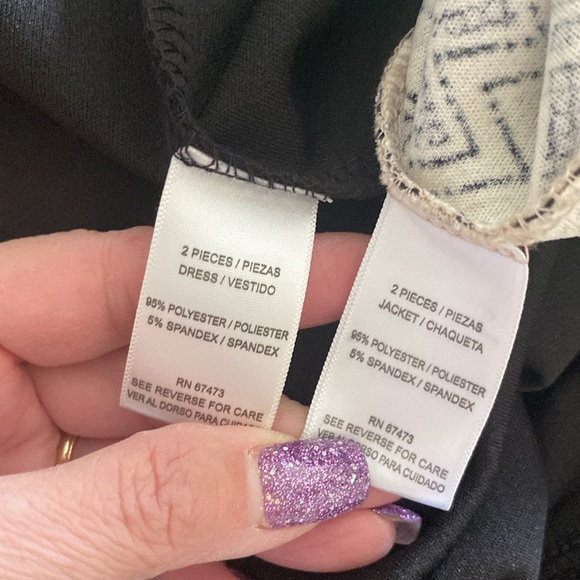 2 PIECES / PIEZAS
DRESS / VESTIDO
95% POLYESTER / POLIESTER
5% SPANDEX / SPANDEX
RN 67473
SEE REVERSE FOR CARE
VER AL DORSO PARA CUIDADO
2 PIECES / PIEZAS
JACKET / CHAQUETA
95% POLYESTER / POLIESTER
5% SPANDEX / SPANDEX
RN 67473
SEE REVERSE FOR CARE
VER AL DORSO PARA CUIDADO